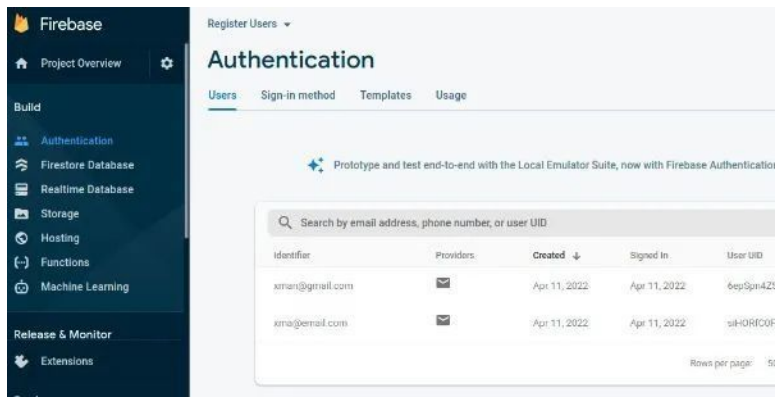 Firebase
Project Overview
Build
Authentication
Firestore Database
Realtime Database
Storage
Hosting
Functions
Machine Learning
Release & Monitor
Extensions
Register Users
Authentication
Users Sign-in method Templates Usage
Prototype and test end-to-end with the Local Emulator Suite, now with Firebase Authentication
Search by email address, phone number, or user UID
Identifier Providers Created Signed In User UID
xman@gmail.com Apr 11, 2022 Apr 11, 2022
xma@email.com Apr 11, 2022 Apr 11, 2022
Rows per page: 50